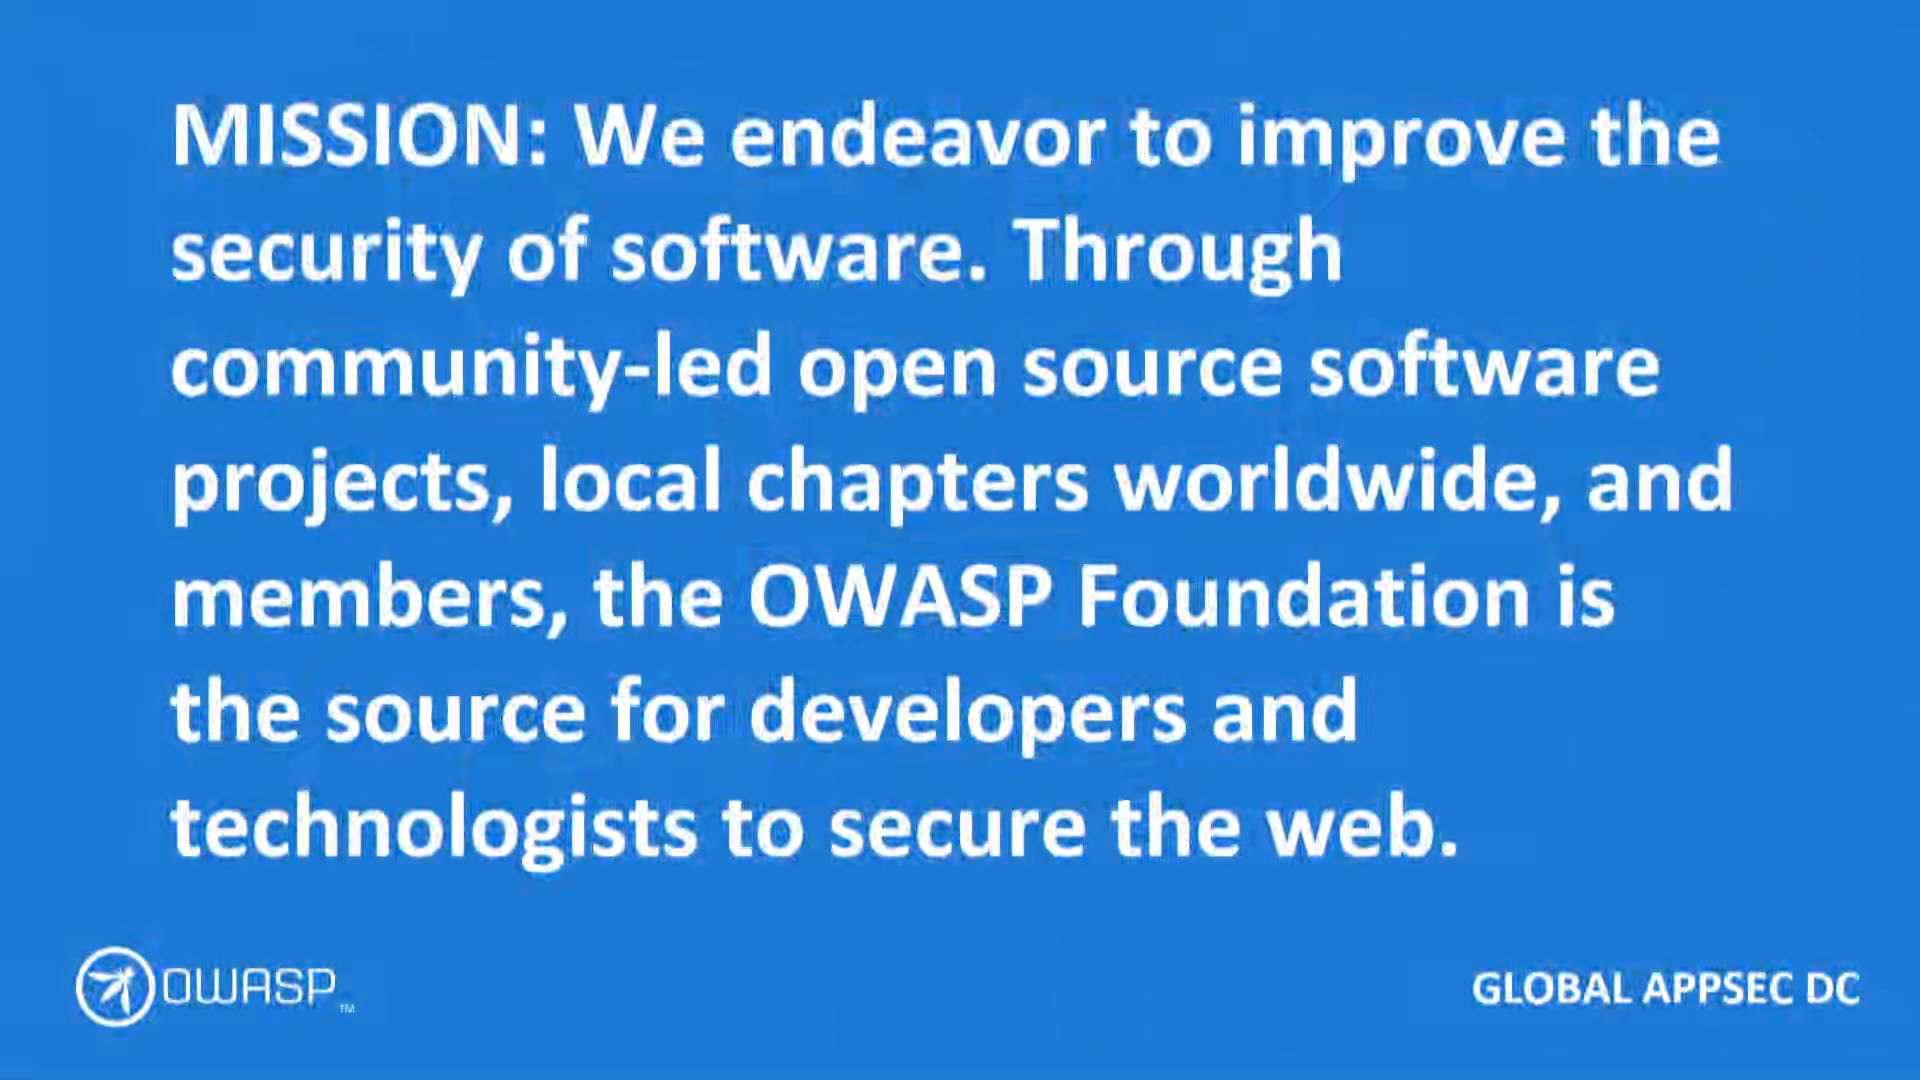 MISSION: We endeavor to improve the
security of software. Through
community-led open source software
projects, local chapters worldwide, and
members, the OWASP Foundation is
the source for developers and
technologists to secure the web.
OWASP™
GLOBAL APPSEC DC